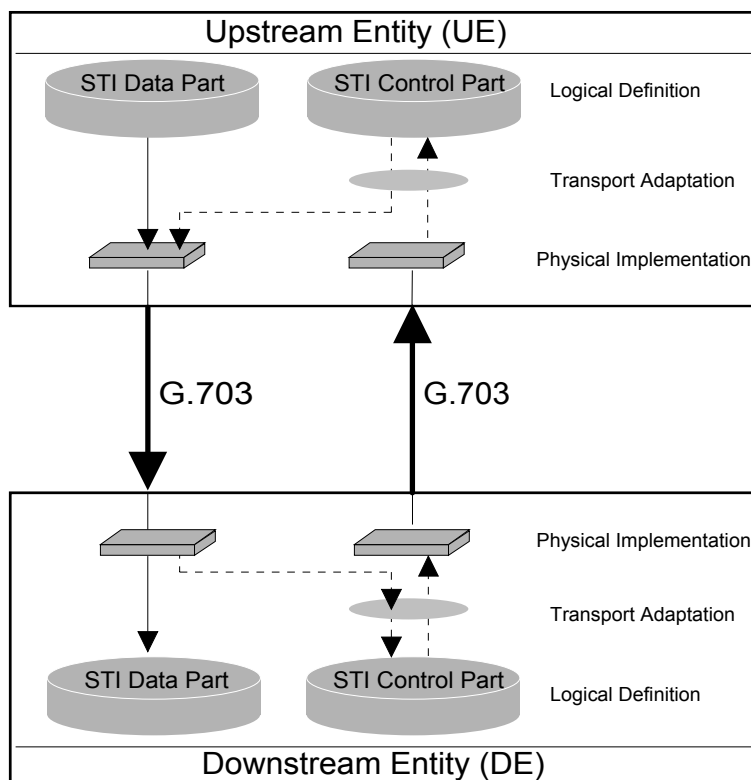 Upstream Entity (UE)
STI Data Part
STI Control Part
Logical Definition
Transport Adaptation
Physical Implementation
G.703
G.703
Physical Implementation
Transport Adaptation
STI Data Part
STI Control Part
Logical Definition
Downstream Entity (DE)